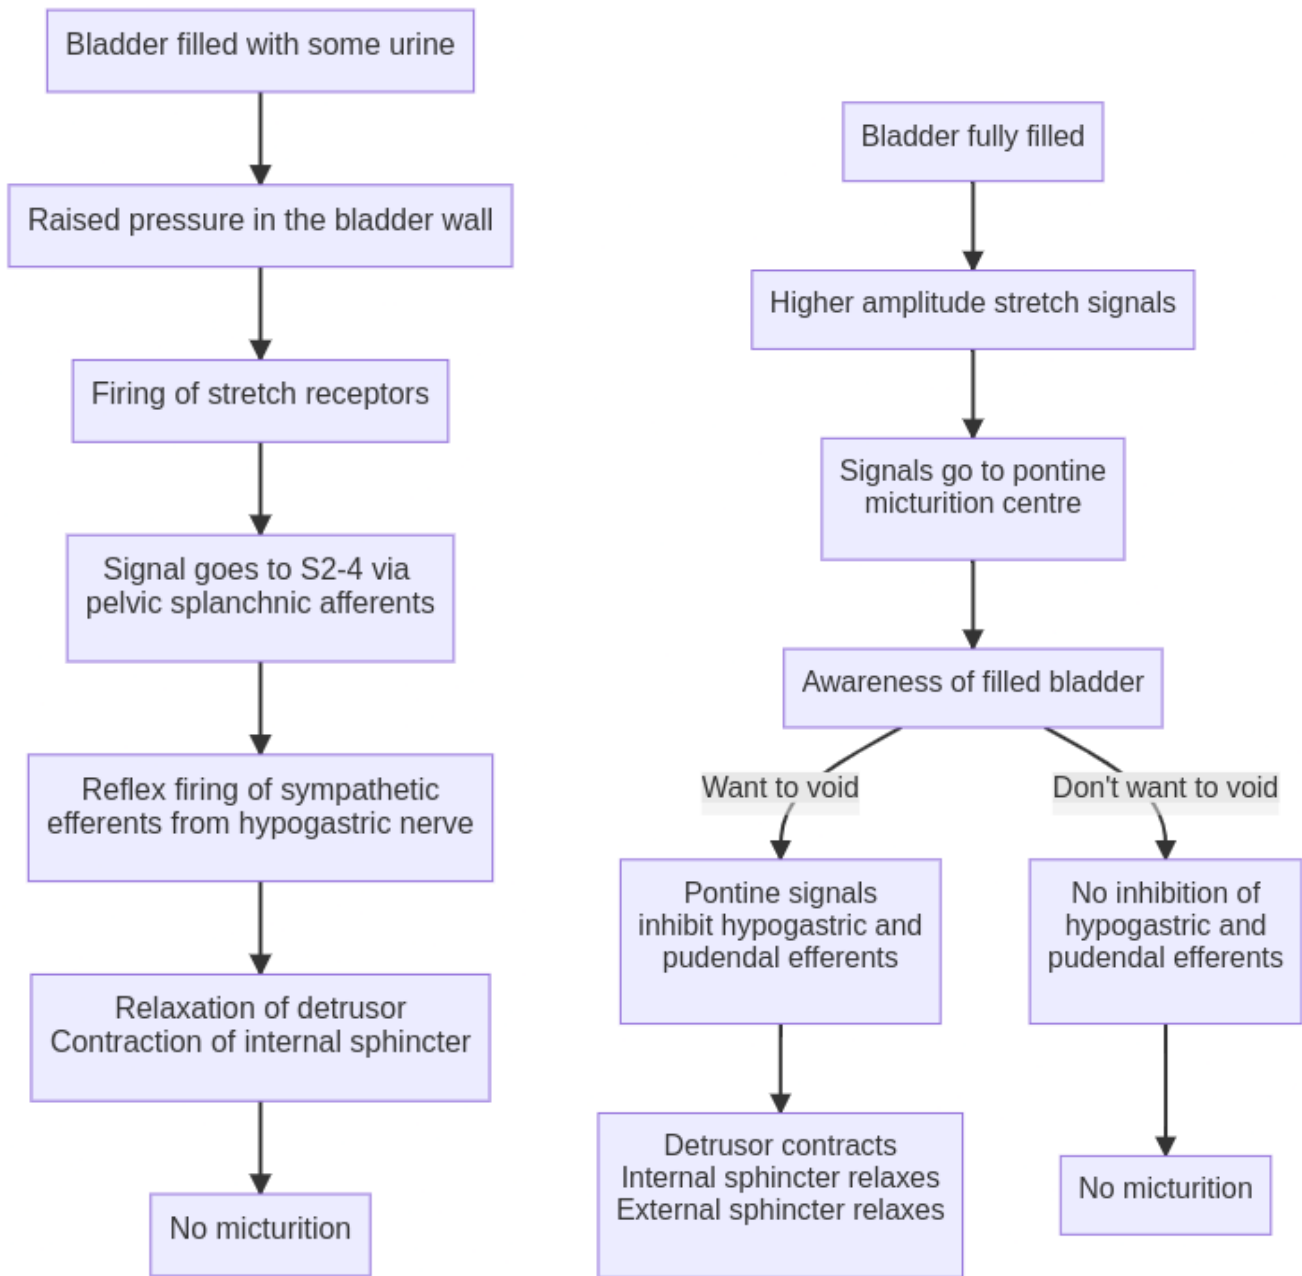 Bladder filled with some urine
Raised pressure in the bladder wall
Firing of stretch receptors
Signal goes to S2-4 via
pelvic splanchnic afferents
Reflex firing of sympathetic
efferents from hypogastric nerve
Relaxation of detrusor
Contraction of internal sphincter
No micturition
Bladder fully filled
Higher amplitude stretch signals
Signals go to pontine
micturition centre
Awareness of filled bladder
Want to void
Don't want to void
Pontine signals
inhibit hypogastric and
pudendal efferents
No inhibition of
hypogastric and
pudendal efferents
Detrusor contracts
Internal sphincter relaxes
External sphincter relaxes
No micturition